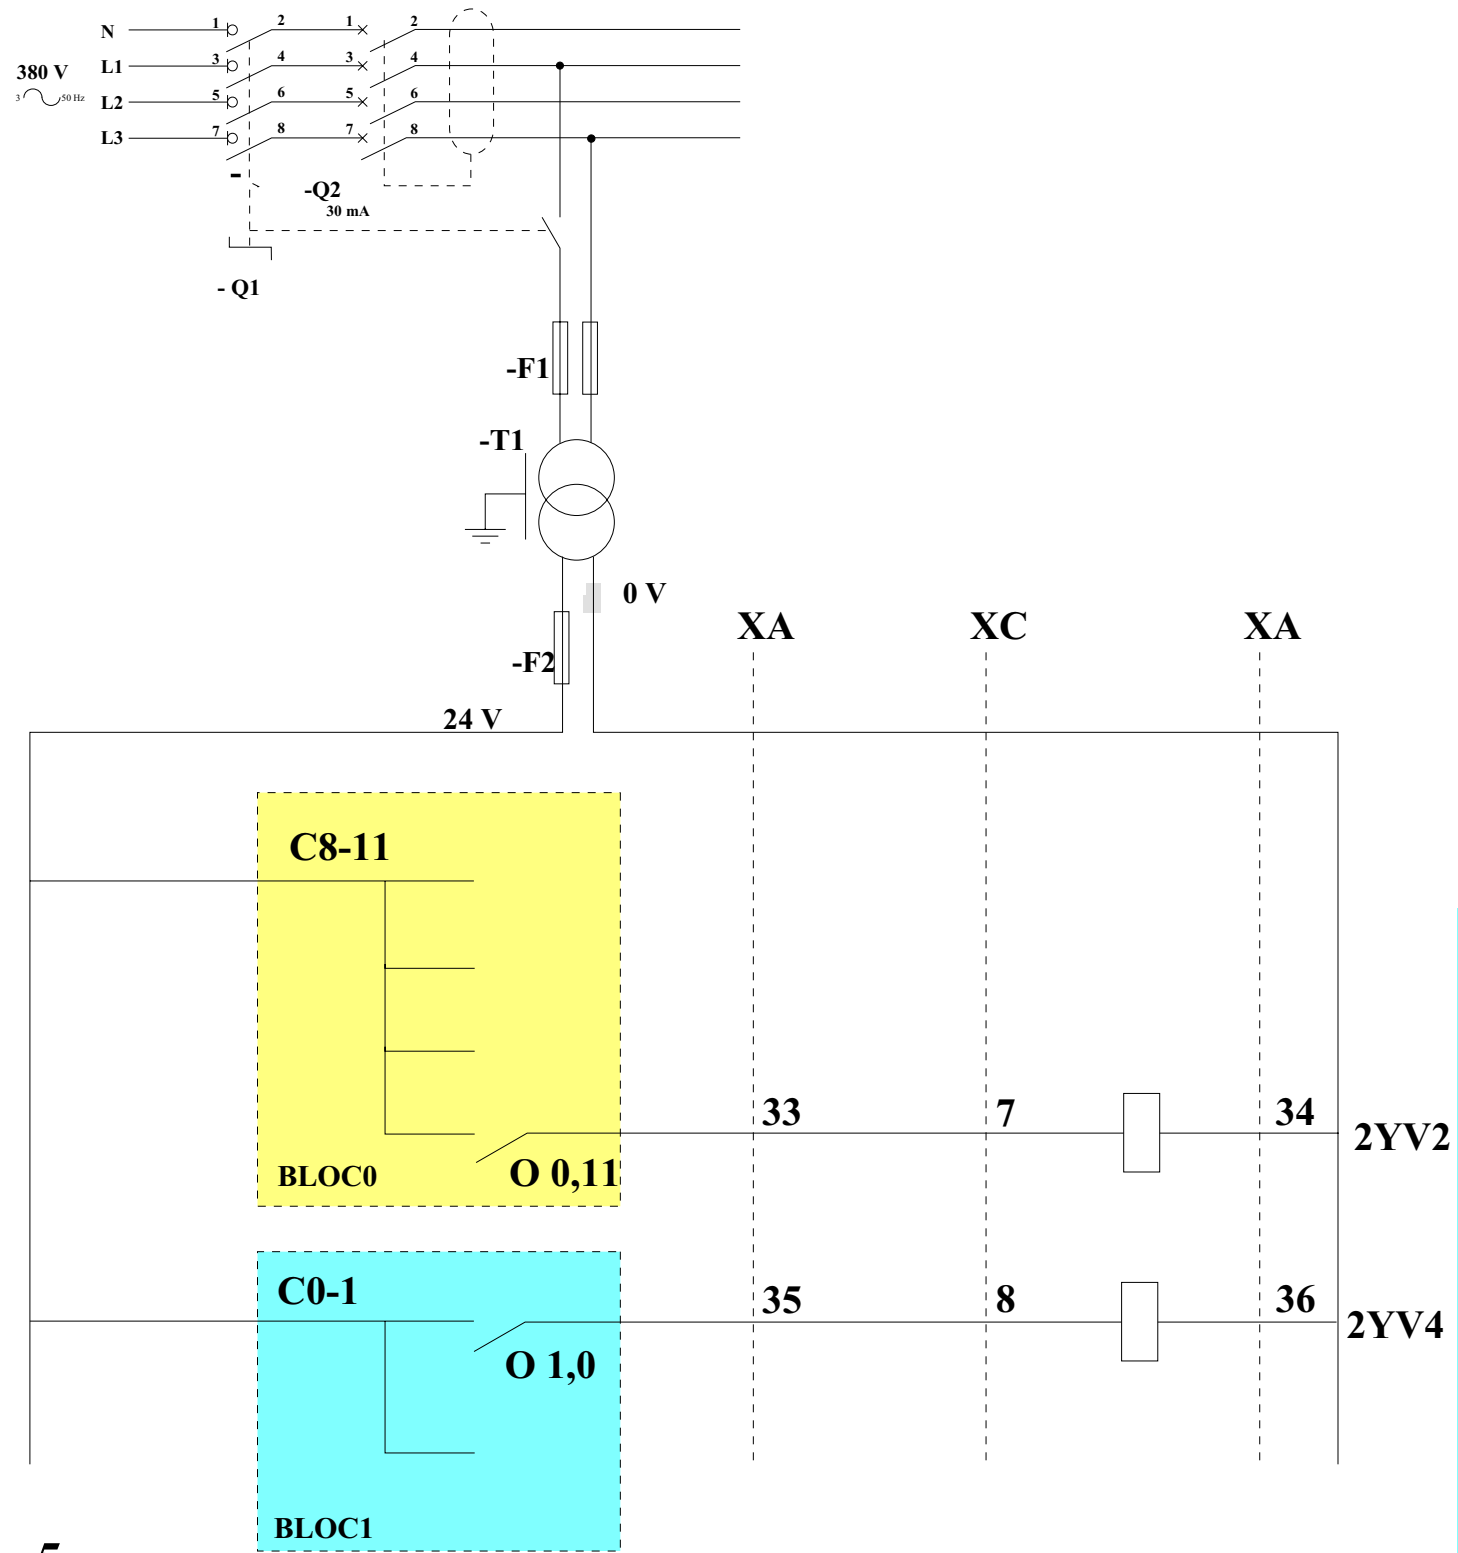 N 1 2 1 2
L1 3 4 3 4
380 V
3 50 Hz
L2 5 6 5 6
L3 7 8 7 8
-
-Q2
30 mA
- Q1
-F1
-T1
0 V
XA XC XA
-F2
24 V
C8-11
33 7 34
2YV2
BLOC0 O 0,11
C0-1
35 8 36
2YV4
O 1,0
BLOC1